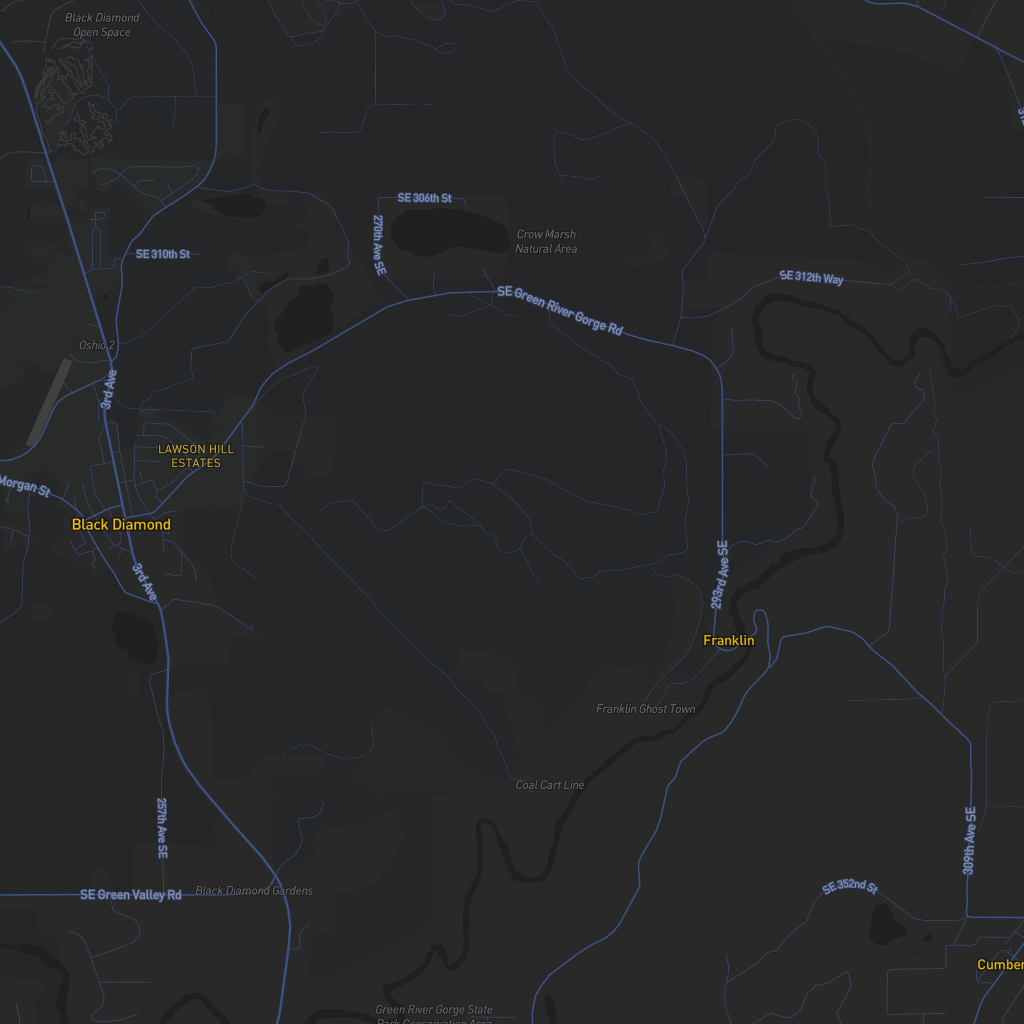 Black Diamond
Open Space
SE 306th St
270th Ave SE
Crow Marsh
Natural Area
SE 310th St
SE 312th Way
SE Green River Gorge Rd
Oshio 2
3rd Ave
LAWSON HILL
ESTATES
Morgan St
Black Diamond
3rd Ave
293rd Ave SE
Franklin
Franklin Ghost Town
Coal Cart Line
257th Ave SE
309th Ave SE
SE 352nd St
SE Green Valley Rd
Black Diamond Gardens
Cumber
Green River Gorge State
Park Conservation Area